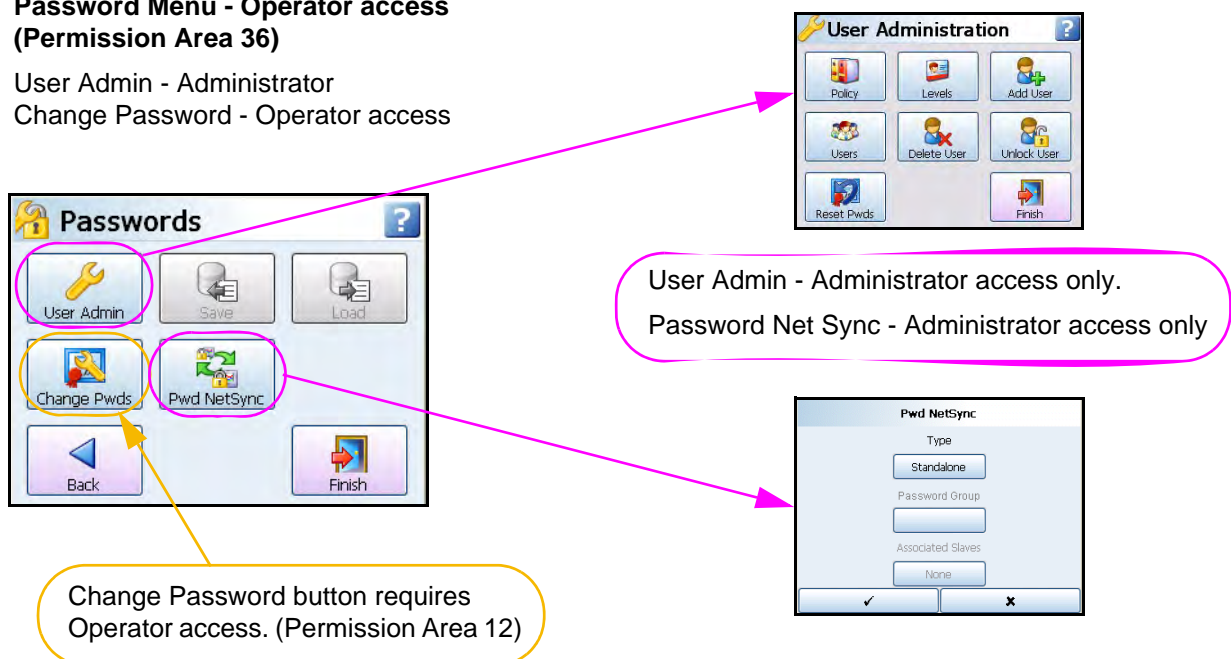 Password Menu - Operator access
(Permission Area 36)
User Admin - Administrator
Change Password - Operator access
User Administration ?
Policy Levels Add User
Users Delete User Unlock User
Reset Pwds Finish
Passwords ?
User Admin Save Load
Change Pwds Pwd NetSync
Back Finish
User Admin - Administrator access only.
Password Net Sync - Administrator access only
Pwd NetSync
Type
Standalone
Password Group
Associated Slaves
None
Change Password button requires
Operator access. (Permission Area 12)